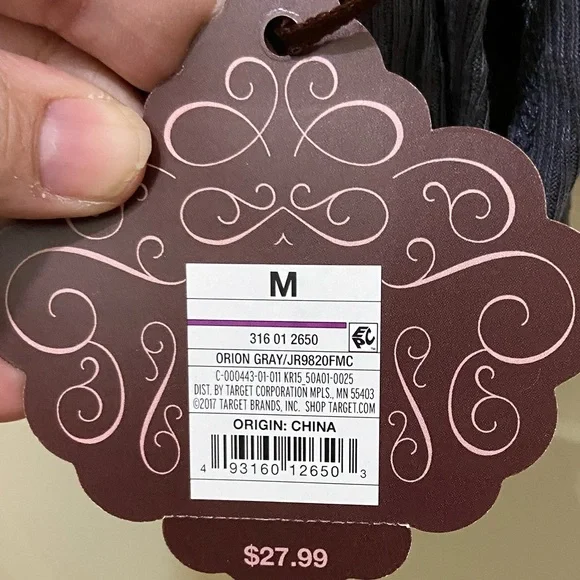 M
316 01 2650
EPC
ORION GRAY/JR9820FMC
C-000443-01-011 KR15_50A01-0025
DIST. BY TARGET CORPORATION MPLS., MN 55403
©2017 TARGET BRANDS, INC. SHOP TARGET.COM
ORIGIN: CHINA
4 93160 12650 3
$27.99